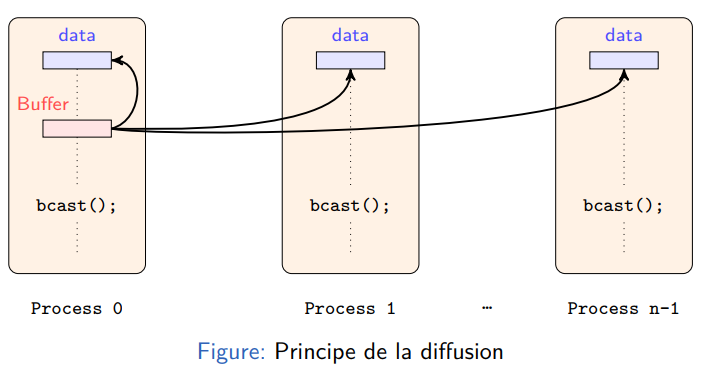 data data data
Buffer
bcast(); bcast(); bcast();
Process 0 Process 1 … Process n-1
Figure: Principe de la diffusion